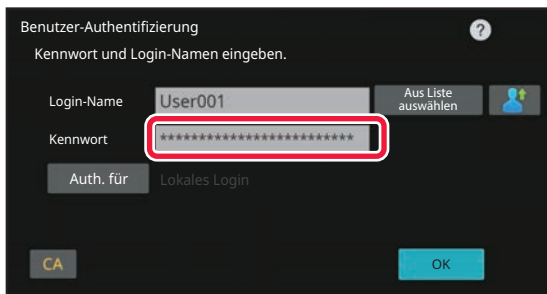 Benutzer-Authentifizierung ?
Kennwort und Login-Namen eingeben.
Login-Name User001 Aus Liste
auswählen
Kennwort *************************
Auth. für Lokales Login
CA OK